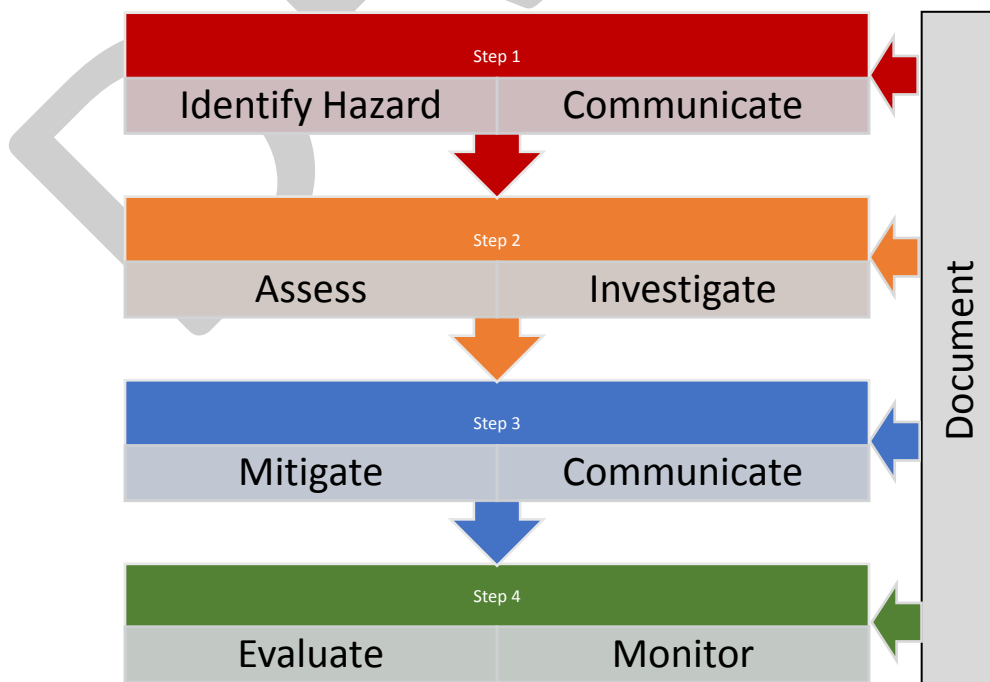 Step 1
Identify Hazard Communicate
Step 2
Assess Investigate
Step 3
Mitigate Communicate
Step 4
Evaluate Monitor
Document